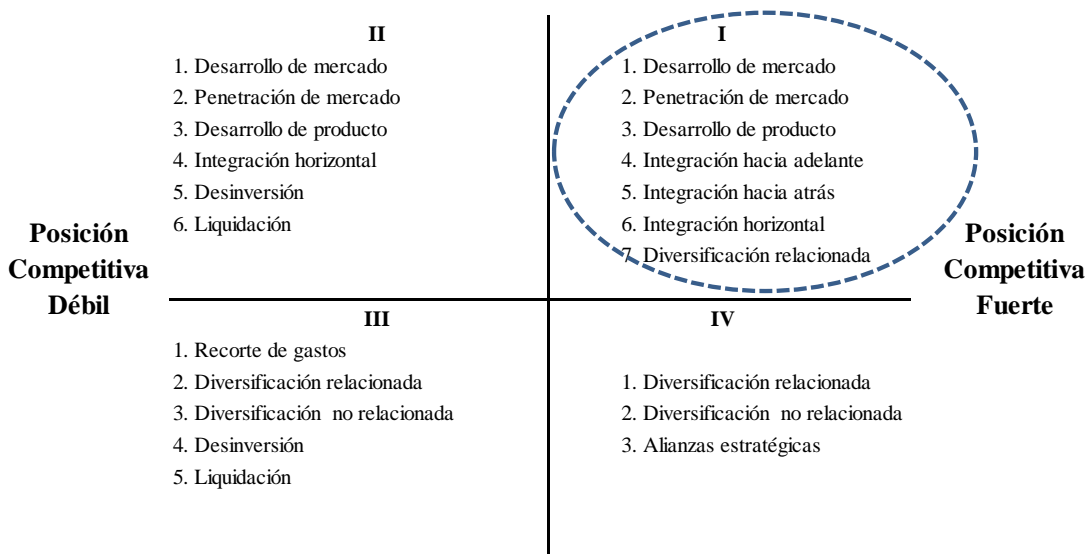 II
1. Desarrollo de mercado
2. Penetración de mercado
3. Desarrollo de producto
4. Integración horizontal
5. Desinversión
6. Liquidación
I
1. Desarrollo de mercado
2. Penetración de mercado
3. Desarrollo de producto
4. Integración hacia adelante
5. Integración hacia atrás
6. Integración horizontal
7. Diversificación relacionada
Posición
Competitiva
Débil
Posición
Competitiva
Fuerte
III
1. Recorte de gastos
2. Diversificación relacionada
3. Diversificación no relacionada
4. Desinversión
5. Liquidación
IV
1. Diversificación relacionada
2. Diversificación no relacionada
3. Alianzas estratégicas